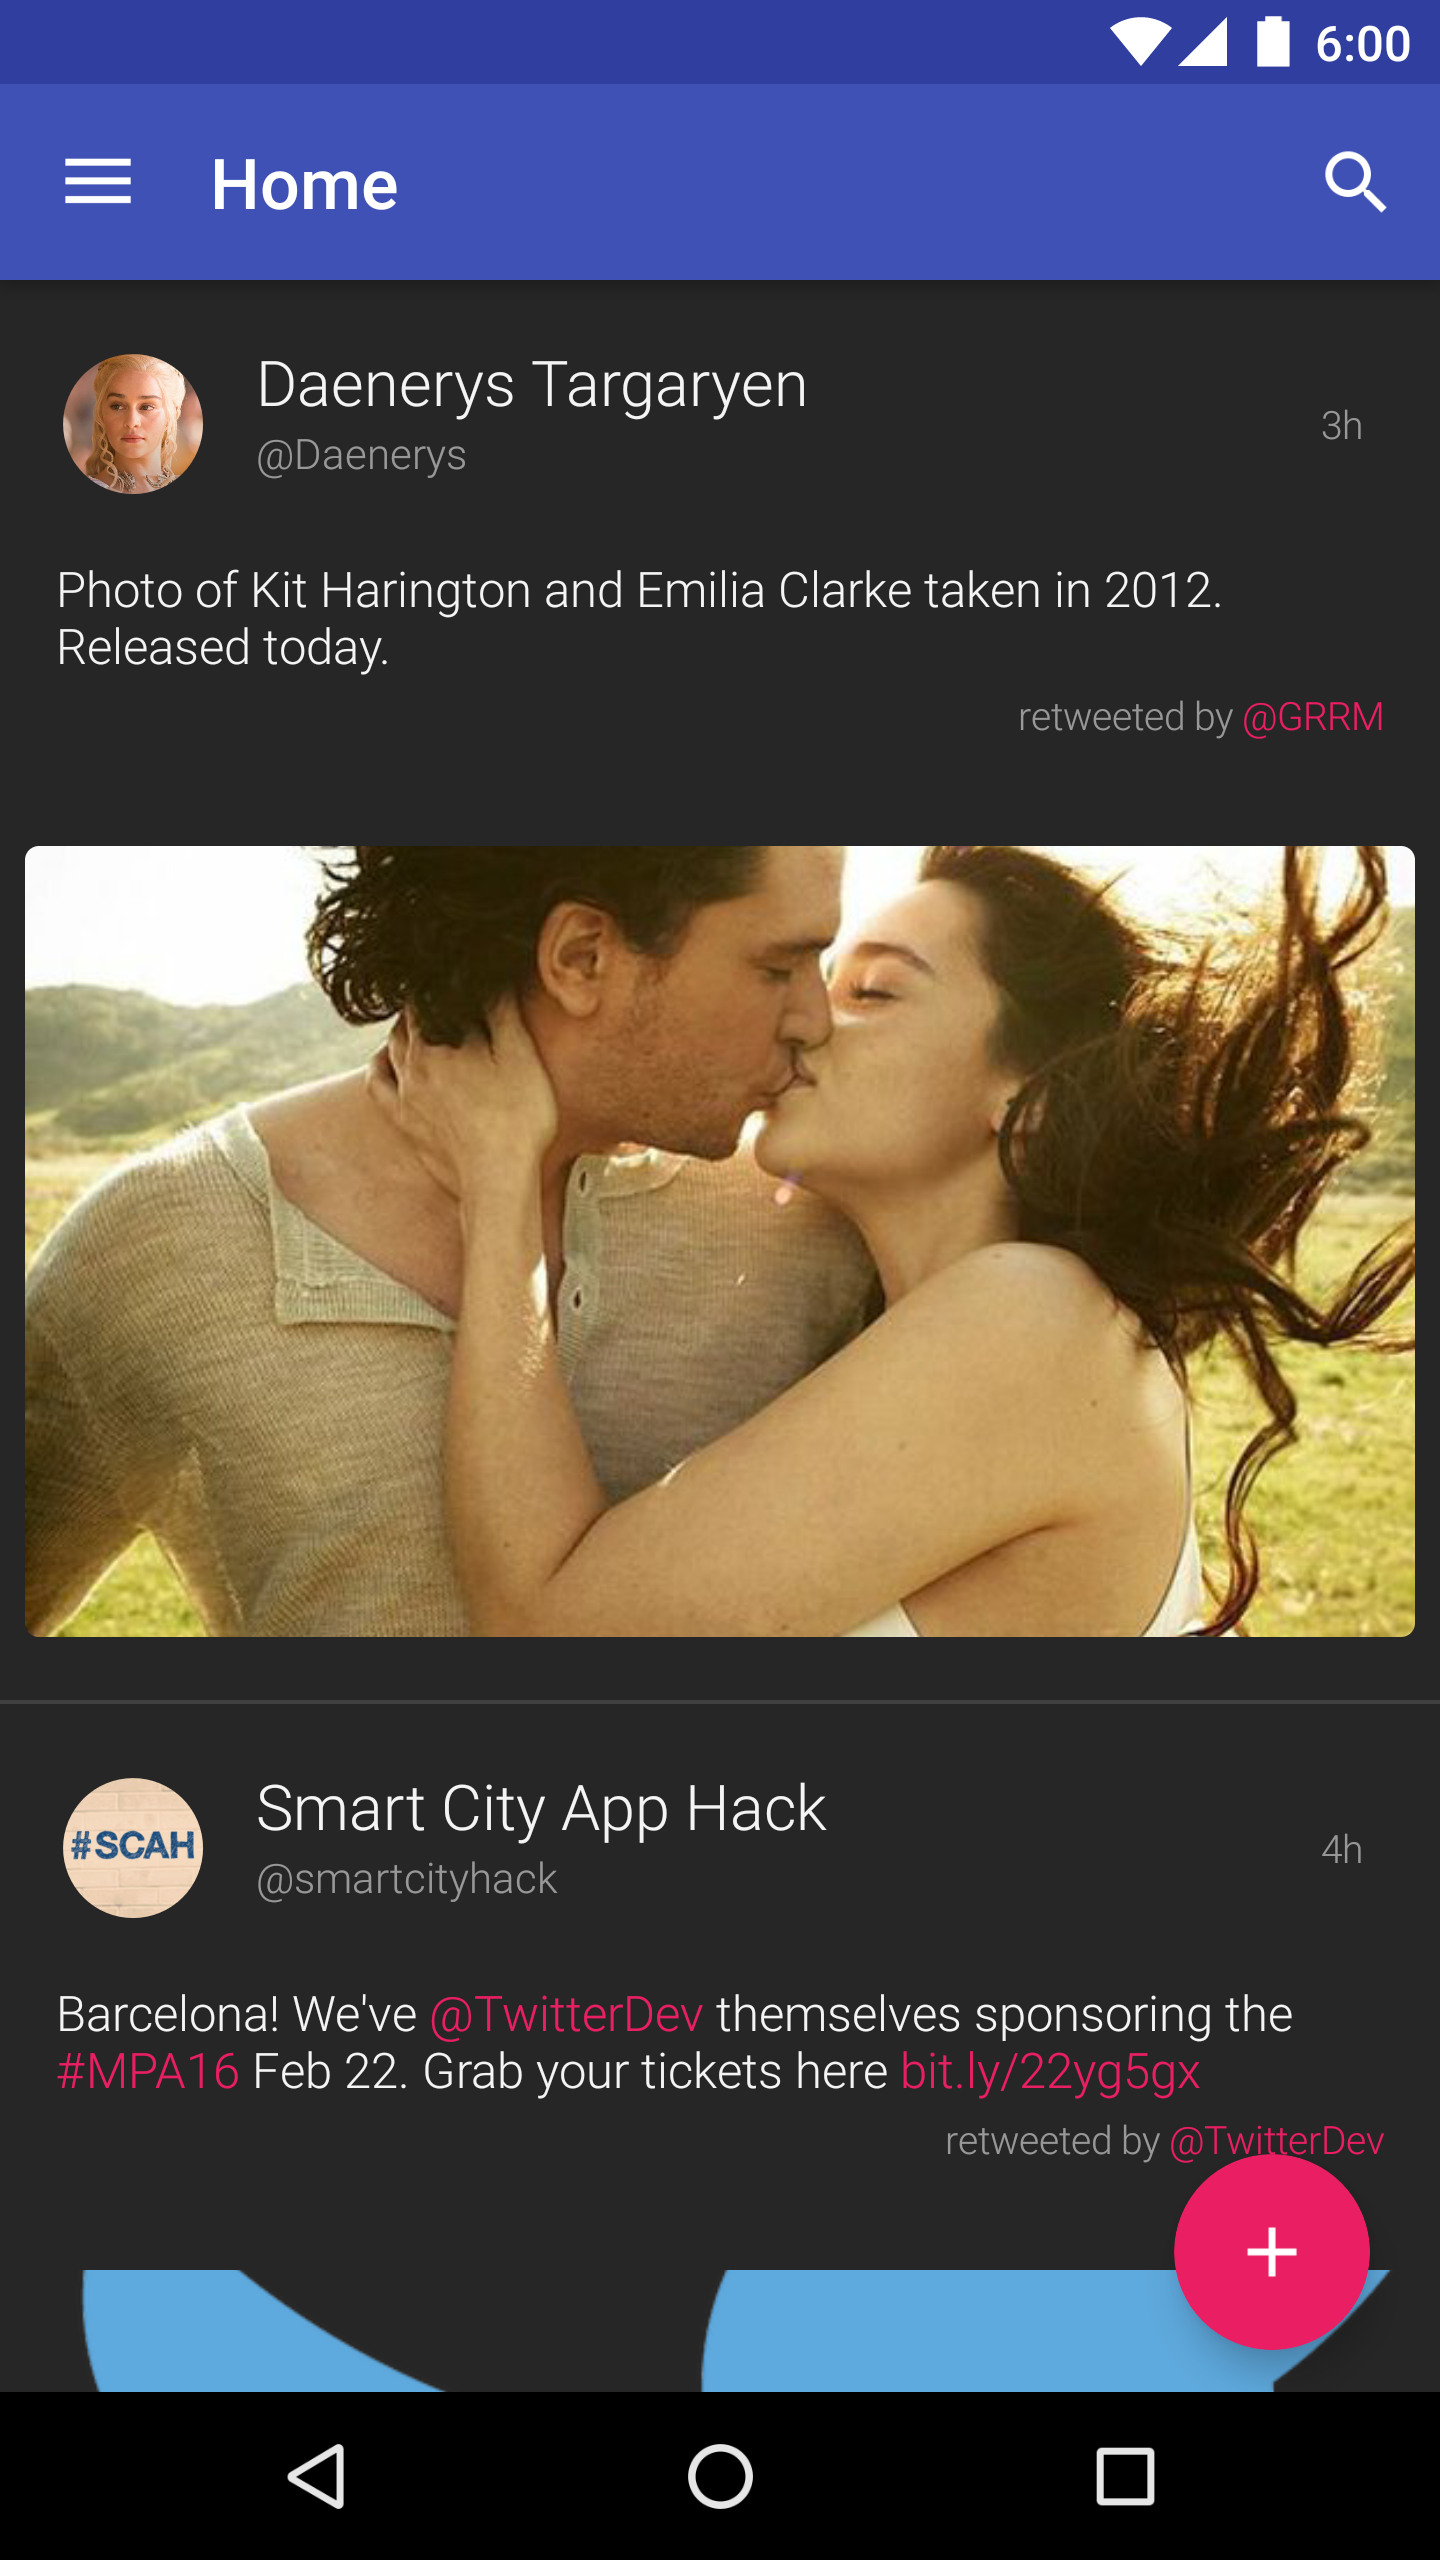 6:00
Home
Daenerys Targaryen
@Daenerys
3h
Photo of Kit Harington and Emilia Clarke taken in 2012.
Released today.
retweeted by @GRRM
#SCAH
Smart City App Hack
@smartcityhack
4h
Barcelona! We've @TwitterDev themselves sponsoring the
#MPA16 Feb 22. Grab your tickets here bit.ly/22yg5gx
retweeted by @TwitterDev